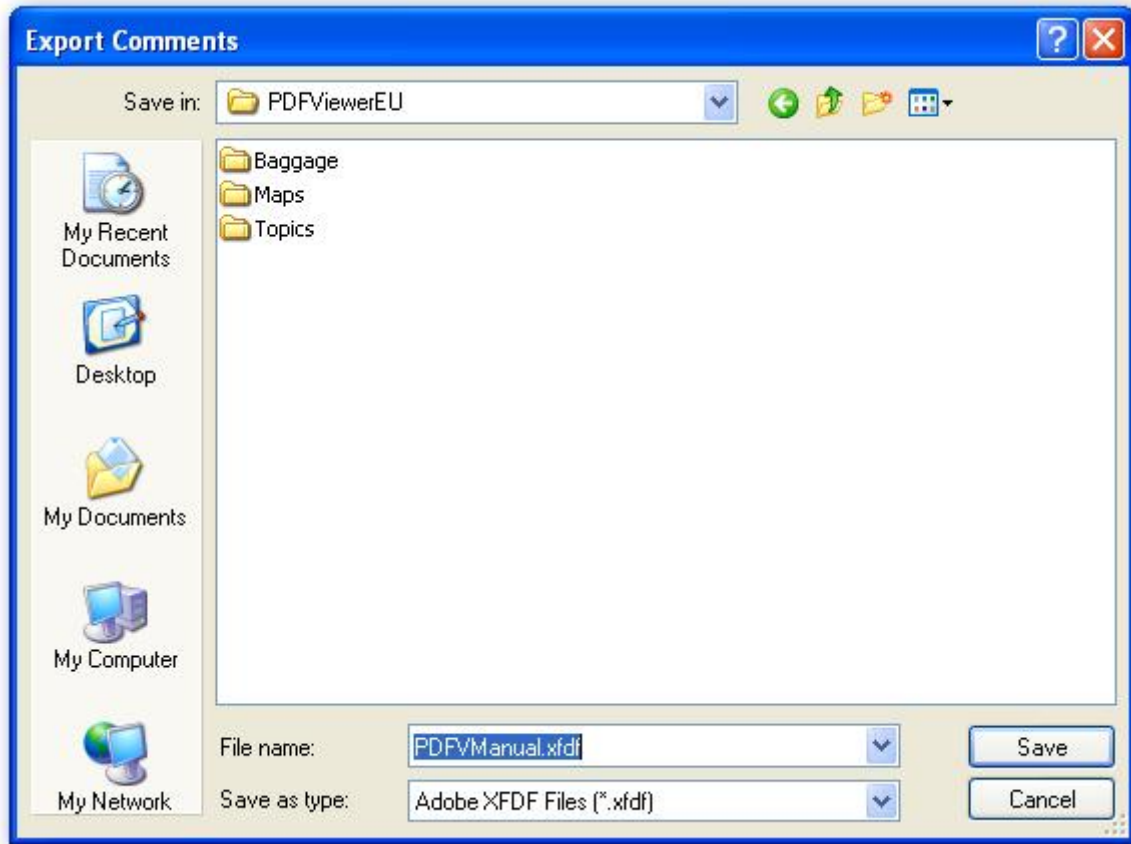 Export Comments
Save in:
PDFViewerEU
Baggage
Maps
Topics
My Recent
Documents
Desktop
My Documents
My Computer
My Network
File name:
PDFVManual.xfdf
Save
Save as type:
Adobe XFDF Files (*.xfdf)
Cancel